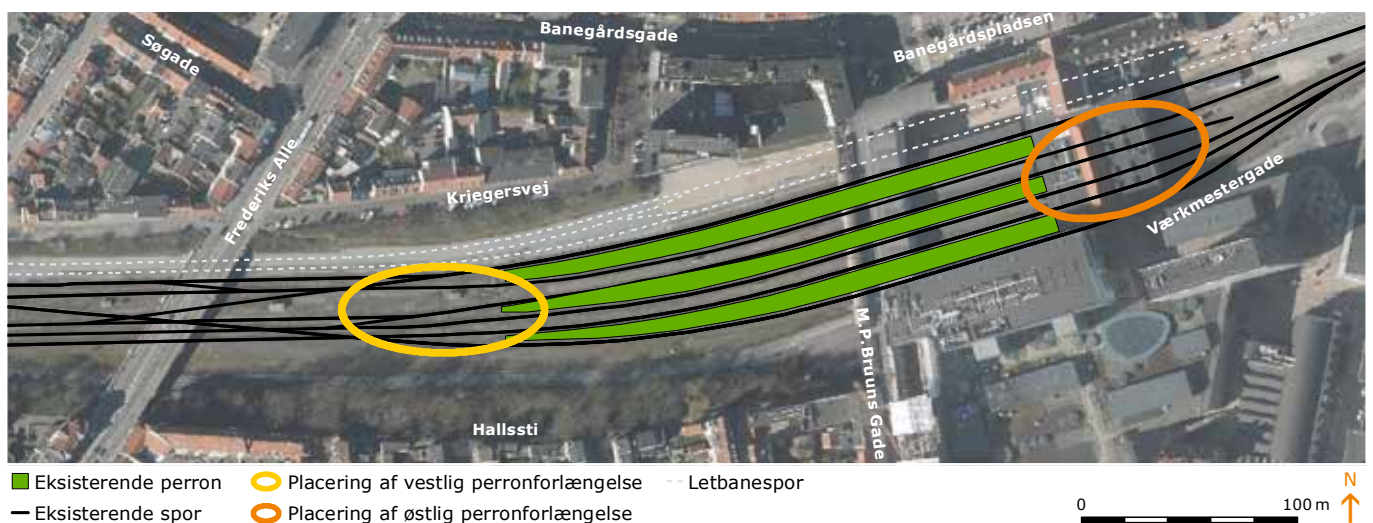 Banegårdsgade
Banegårdspladsen
Søgade
Frederiks Alle
Kriegersvej
Værkmestergade
M.P.Bruuns Gade
Hallssti
Eksisterende perron
Placering af vestlig perronforlængelse
Letbanespor
Eksisterende spor
Placering af østlig perronforlængelse
0
100 m
N